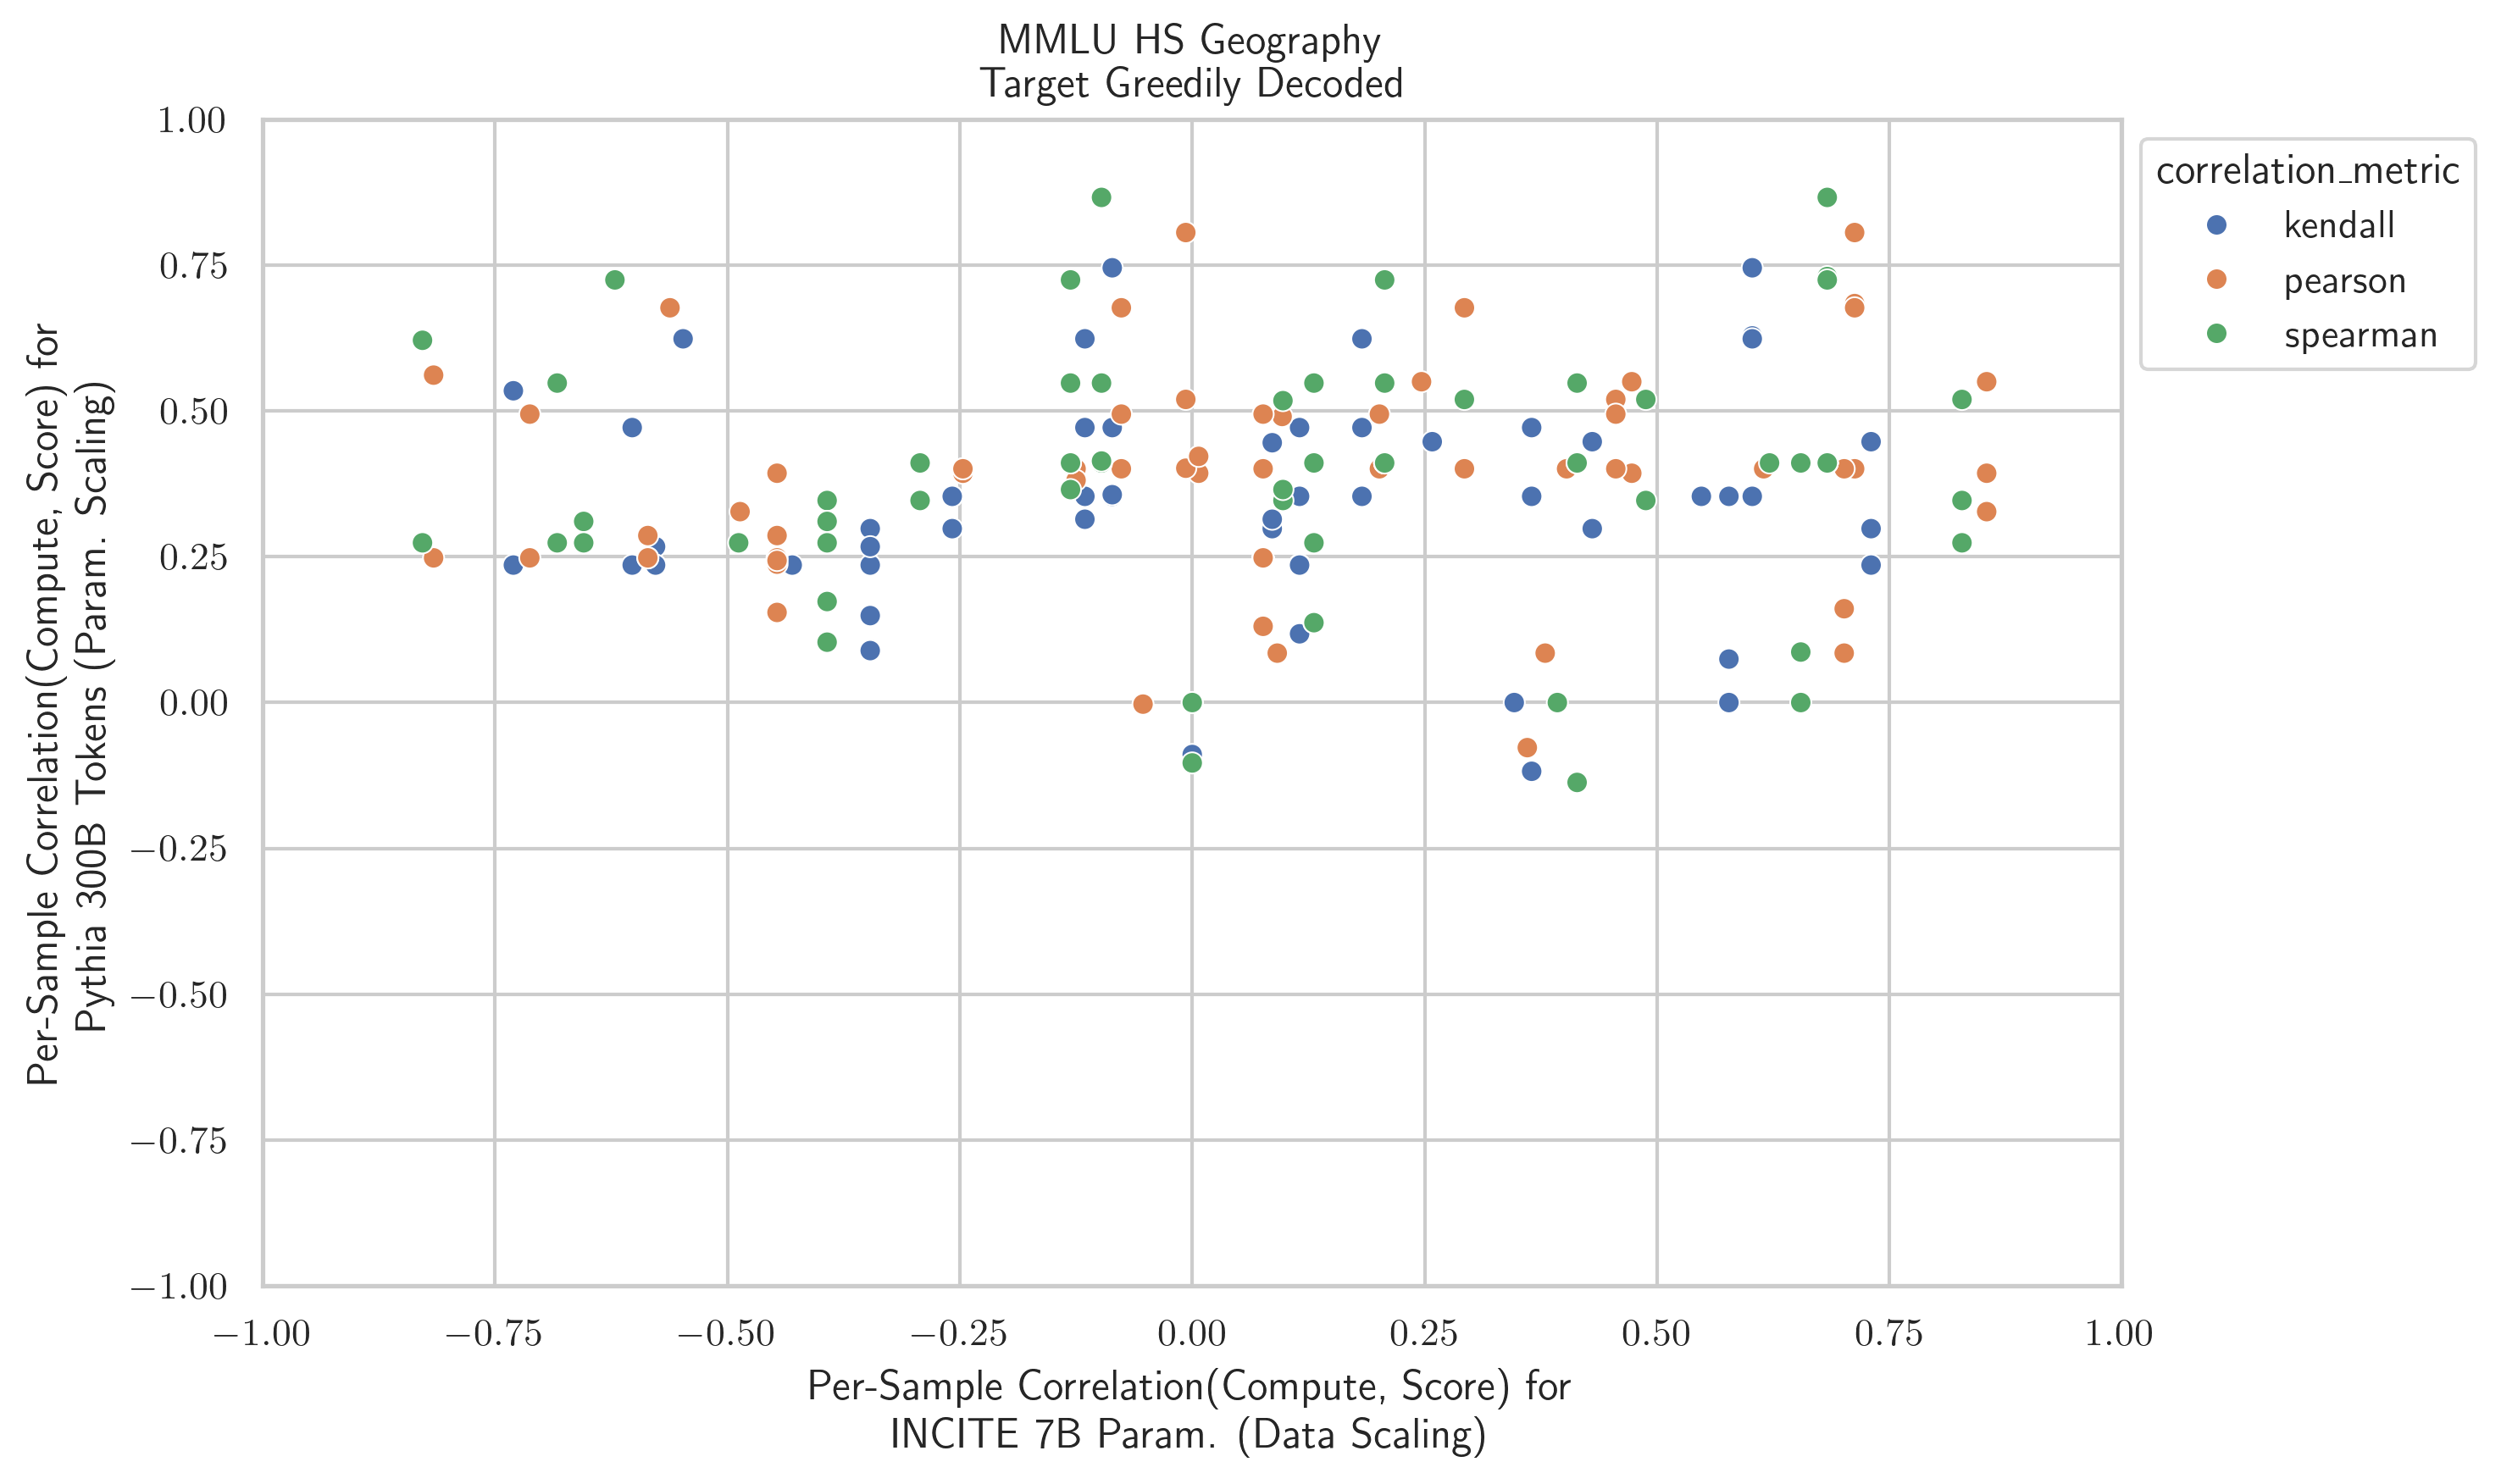 MMLU HS Geography
Target Greedily Decoded
Per-Sample Correlation(Compute, Score) for
Pythia 300B Tokens (Param. Scaling)
1.00
0.75
0.50
0.25
0.00
−0.25
−0.50
−0.75
−1.00
−1.00 −0.75 −0.50 −0.25 0.00 0.25 0.50 0.75 1.00
Per-Sample Correlation(Compute, Score) for
INCITE 7B Param. (Data Scaling)
correlation_metric
kendall
pearson
spearman